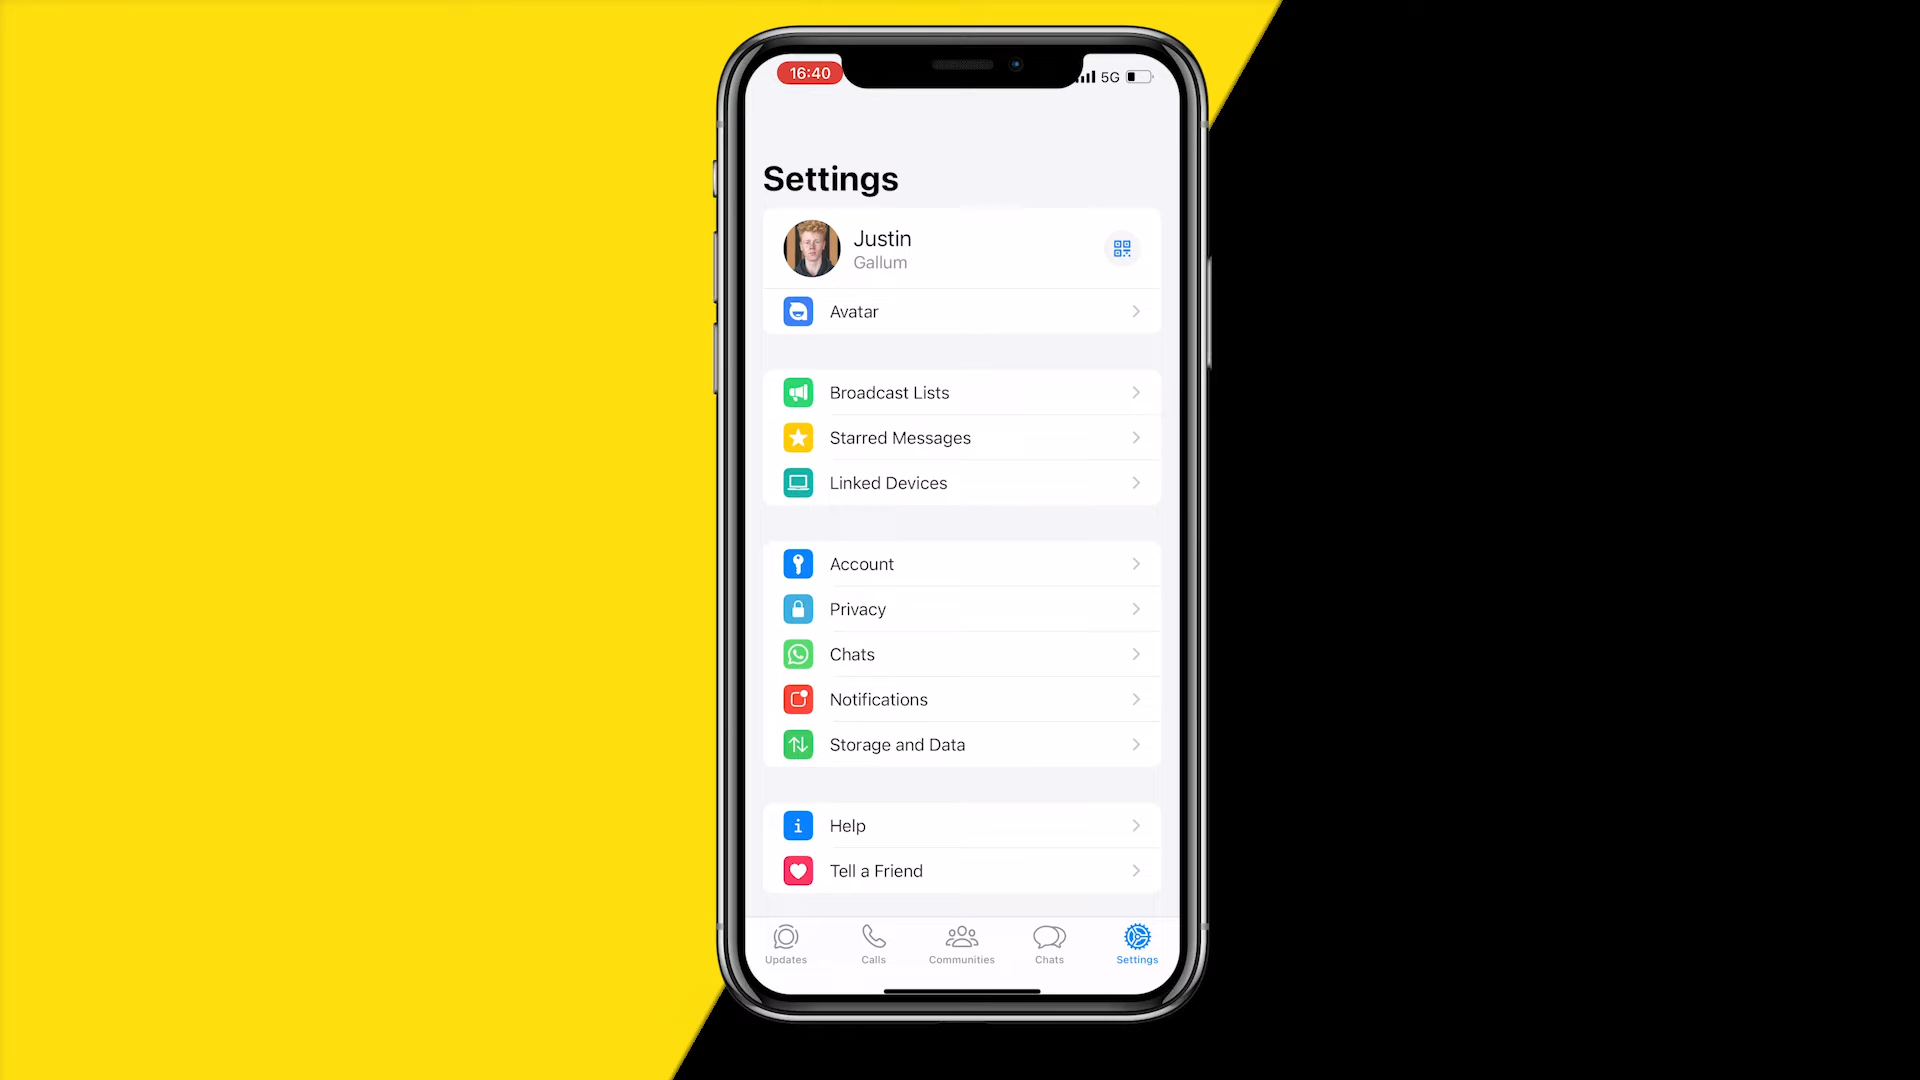 16:40
5G
Settings
Justin
Gallum
Avatar
Broadcast Lists
Starred Messages
Linked Devices
Account
Privacy
Chats
Notifications
Storage and Data
Help
Tell a Friend
Updates
Calls
Communities
Chats
Settings